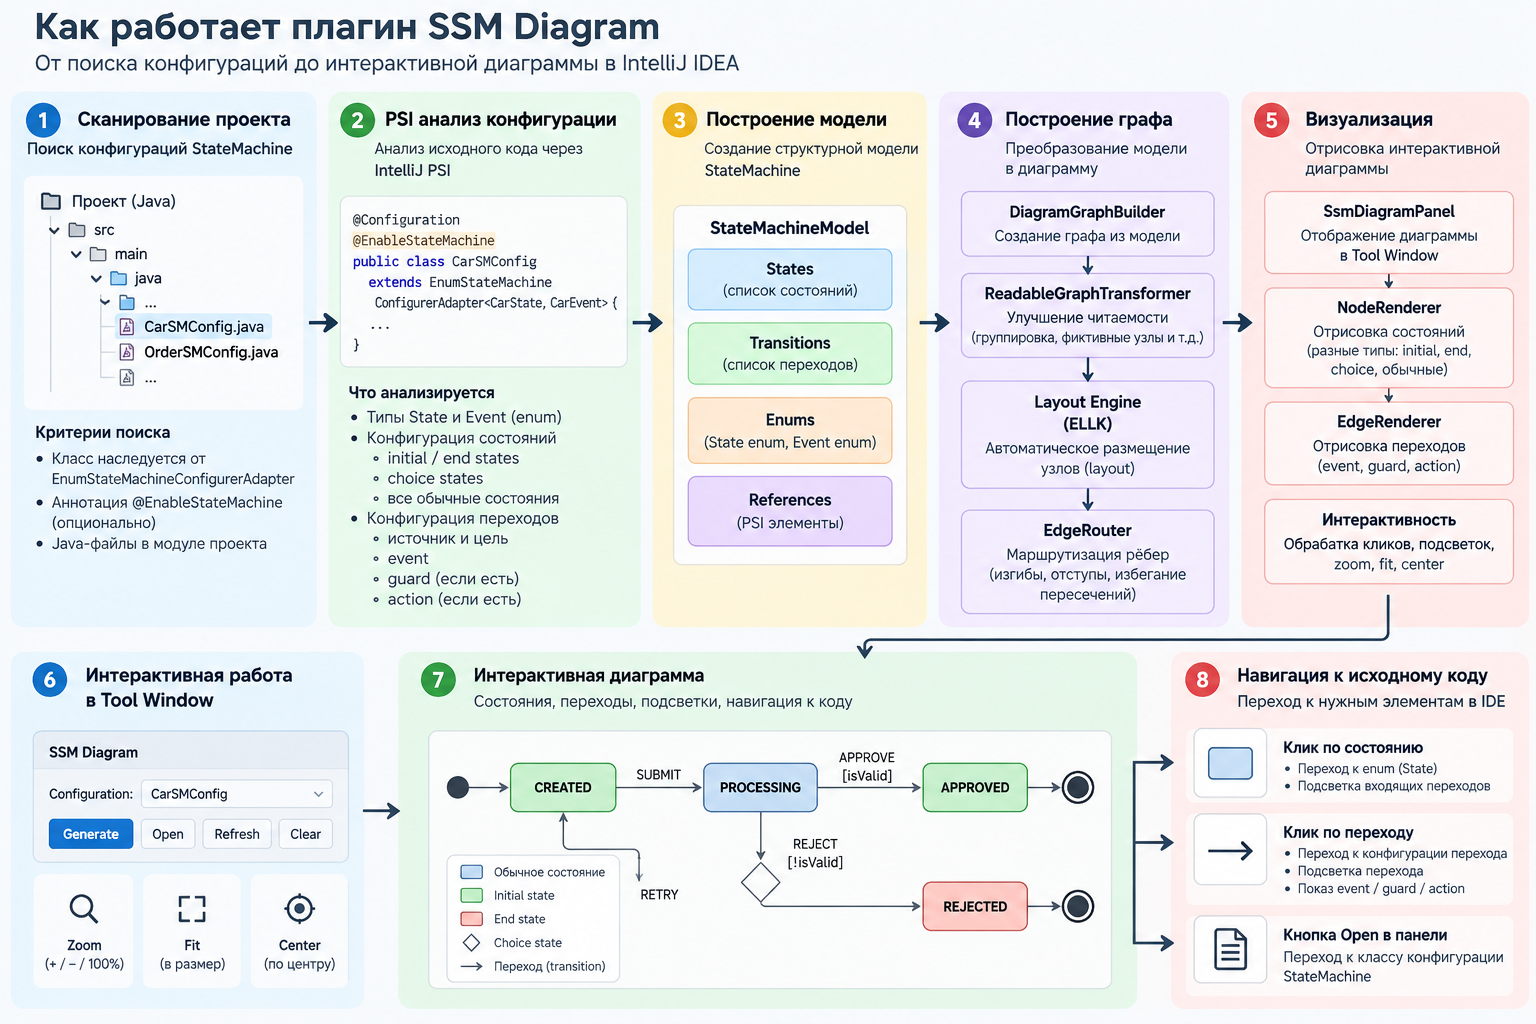 Как работает плагин SSM Diagram
От поиска конфигураций до интерактивной диаграммы в IntelliJ IDEA
1
Сканирование проекта
Поиск конфигураций StateMachine
Проект (Java)
src
main
java
...
CarSMConfig.java
OrderSMConfig.java
...
Критерии поиска
• Класс наследуется от
EnumStateMachineConfigurerAdapter
• Аннотация @EnableStateMachine
(опционально)
• Java-файлы в модуле проекта
2
PSI анализ конфигурации
Анализ исходного кода через
IntelliJ PSI
@Configuration
@EnableStateMachine
public class CarSMConfig
extends EnumStateMachine
ConfigurerAdapter<CarState, CarEvent> {
...
}
Что анализируется
• Типы State и Event (enum)
• Конфигурация состояний
∘ initial / end states
∘ choice states
∘ все обычные состояния
• Конфигурация переходов
∘ источник и цель
∘ event
∘ guard (если есть)
∘ action (если есть)
3
Построение модели
Создание структурной модели
StateMachine
StateMachineModel
States
(список состояний)
Transitions
(список переходов)
Enums
(State enum, Event enum)
References
(PSI элементы)
4
Построение графа
Преобразование модели
в диаграмму
DiagramGraphBuilder
Создание графа из модели
ReadableGraphTransformer
Улучшение читаемости
(группировка, фиктивные узлы и т.д.)
Layout Engine
(ELLK)
Автоматическое размещение
узлов (layout)
EdgeRouter
Маршрутизация рёбер
(изгибы, отступы, избегание
пересечений)
5
Визуализация
Отрисовка интерактивной
диаграммы
SsmDiagramPanel
Отображение диаграммы
в Tool Window
NodeRenderer
Отрисовка состояний
(разные типы: initial, end,
choice, обычные)
EdgeRenderer
Отрисовка переходов
(event, guard, action)
Интерактивность
Обрабатка кликов, подсветок,
zoom, fit, center
6
Интерактивная работа
в Tool Window
SSM Diagram
Configuration:
CarSMConfig
Generate
Open
Refresh
Clear
Zoom
(+ / − / 100%)
Fit
(в размер)
Center
(по центру)
7
Интерактивная диаграмма
Состояния, переходы, подсветки, навигация к коду
CREATED
SUBMIT
PROCESSING
APPROVE
[isValid]
APPROVED
REJECT
[!isValid]
RETRY
REJECTED
Обычное состояние
Initial state
End state
Choice state
Переход (transition)
8
Навигация к исходному коду
Переход к нужным элементам в IDE
Клик по состоянию
• Переход к enum (State)
• Подсветка входящих переходов
Клик по переходу
• Переход к конфигурации перехода
• Подсветка перехода
• Показ event / guard / action
Кнопка Open в панели
Переход к классу конфигурации
StateMachine